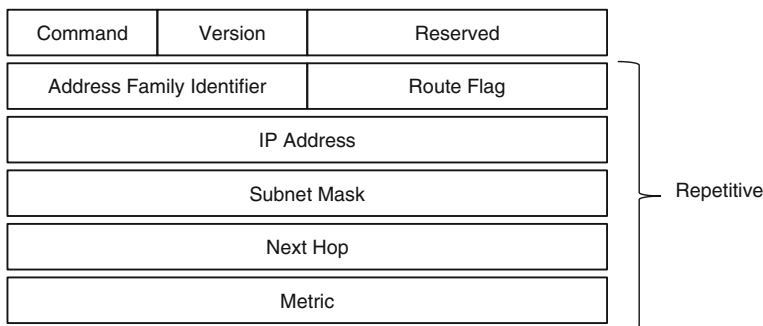 Command Version Reserved
Address Family Identifier Route Flag
IP Address
Subnet Mask
Repetitive
Next Hop
Metric